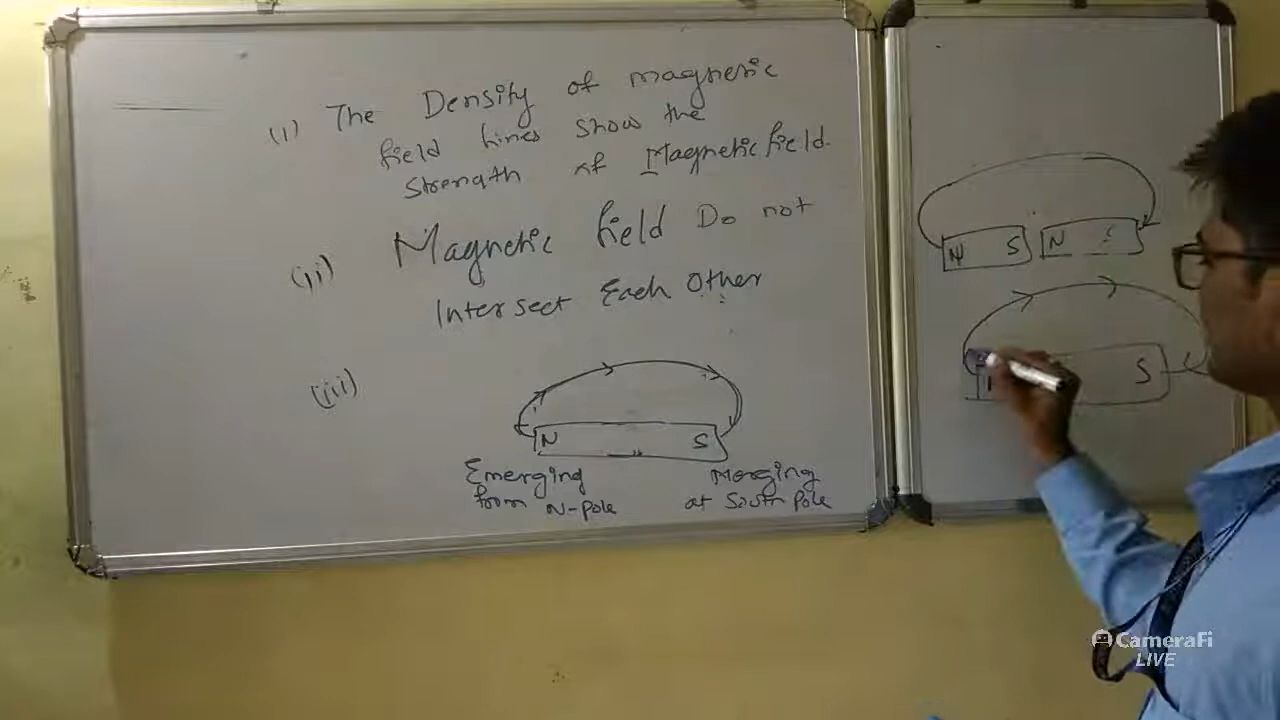 (i) The Density of magnetic
field lines show the
strength of Magnetic field.
(ii) Magnetic field Do not
Intersect Each Other
(iii)
N S
Emerging
from N-pole
Merging
at South pole
N S N S
S
CameraFi
LIVE